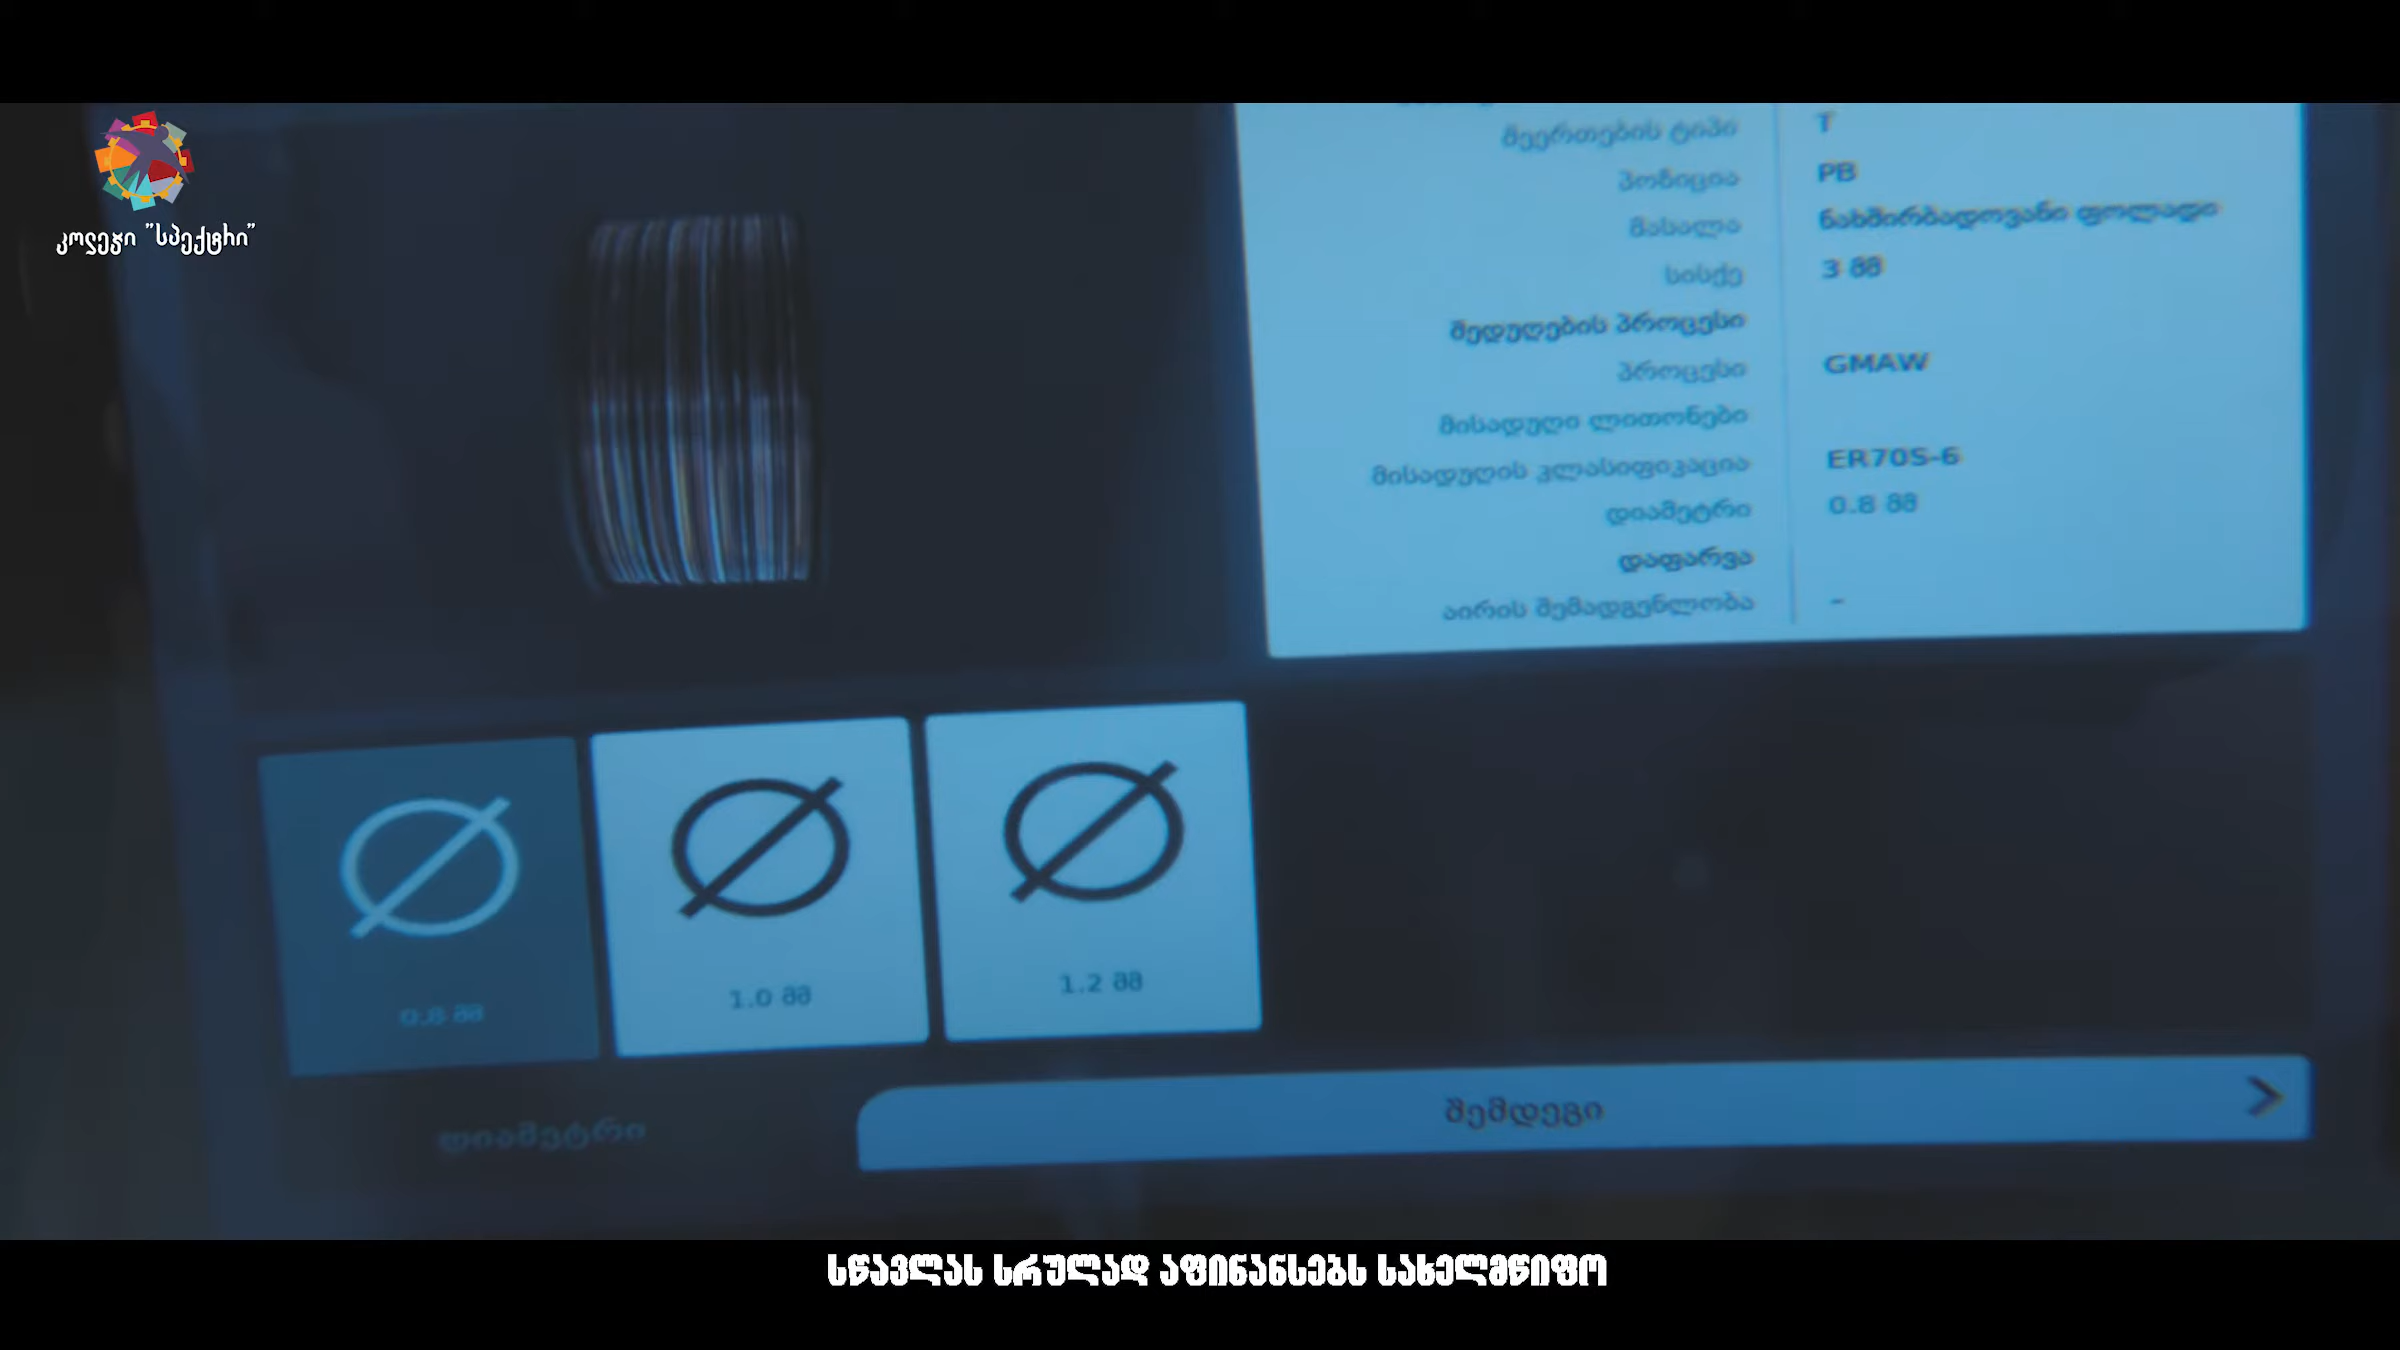 კოლეჯი "სპექტრი"
შეერთების ტიპი T
პოზიცია PB
მასალა ნახშირბადოვანი ფოლადი
სისქე 3 მმ
შედუღების პროცესი
პროცესი GMAW
მისადუღი ლითონები
მისადუღის კლასიფიკაცია ER70S-6
დიამეტრი 0.8 მმ
დაფარვა
აირის შემადგენლობა –
0.8 მმ
1.0 მმ
1.2 მმ
დიამეტრი
შემდეგი
სწავლას სრულად აფინანსებს სახელმწიფო